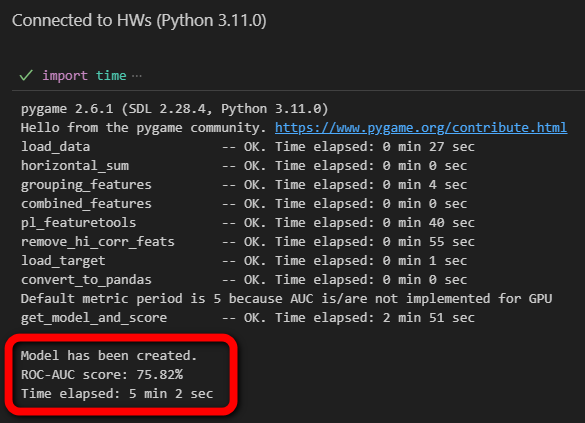 Connected to HWs (Python 3.11.0)
✓ import time ···
pygame 2.6.1 (SDL 2.28.4, Python 3.11.0)
Hello from the pygame community. https://www.pygame.org/contribute.html
load_data -- OK. Time elapsed: 0 min 27 sec
horizontal_sum -- OK. Time elapsed: 0 min 0 sec
grouping_features -- OK. Time elapsed: 0 min 4 sec
combined_features -- OK. Time elapsed: 0 min 0 sec
pl_featuretools -- OK. Time elapsed: 0 min 40 sec
remove_hi_corr_feats -- OK. Time elapsed: 0 min 55 sec
load_target -- OK. Time elapsed: 0 min 1 sec
convert_to_pandas -- OK. Time elapsed: 0 min 0 sec
Default metric period is 5 because AUC is/are not implemented for GPU
get_model_and_score -- OK. Time elapsed: 2 min 51 sec
Model has been created.
ROC-AUC score: 75.82%
Time elapsed: 5 min 2 sec